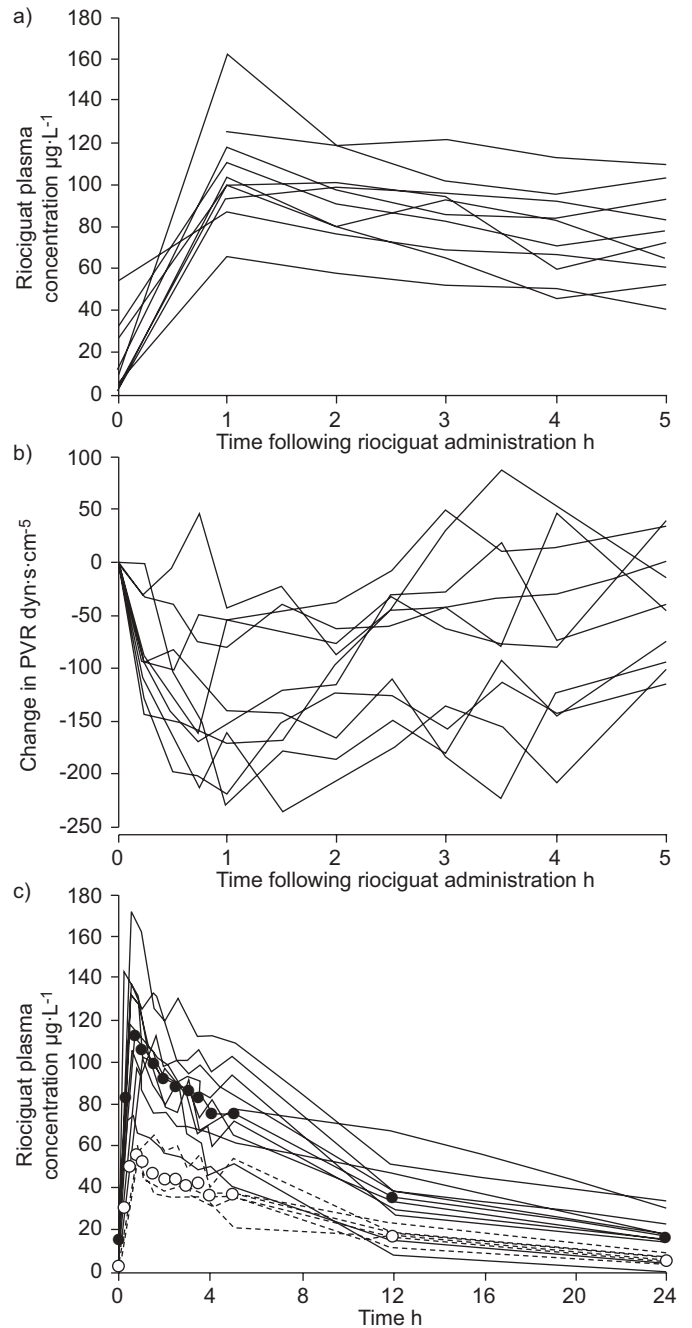 a)
180
160
140
120
100
80
60
40
20
0
Riociguat plasma
concentration µg·L-1
0 1 2 3 4 5
Time following riociguat administration h
b)
100
50
0
-50
-100
-150
-200
-250
Change in PVR dyn·s·cm-5
0 1 2 3 4 5
Time following riociguat administration h
c)
180
160
140
120
100
80
60
40
20
0
Riociguat plasma
concentration µg·L-1
0 4 8 12 16 20 24
Time h